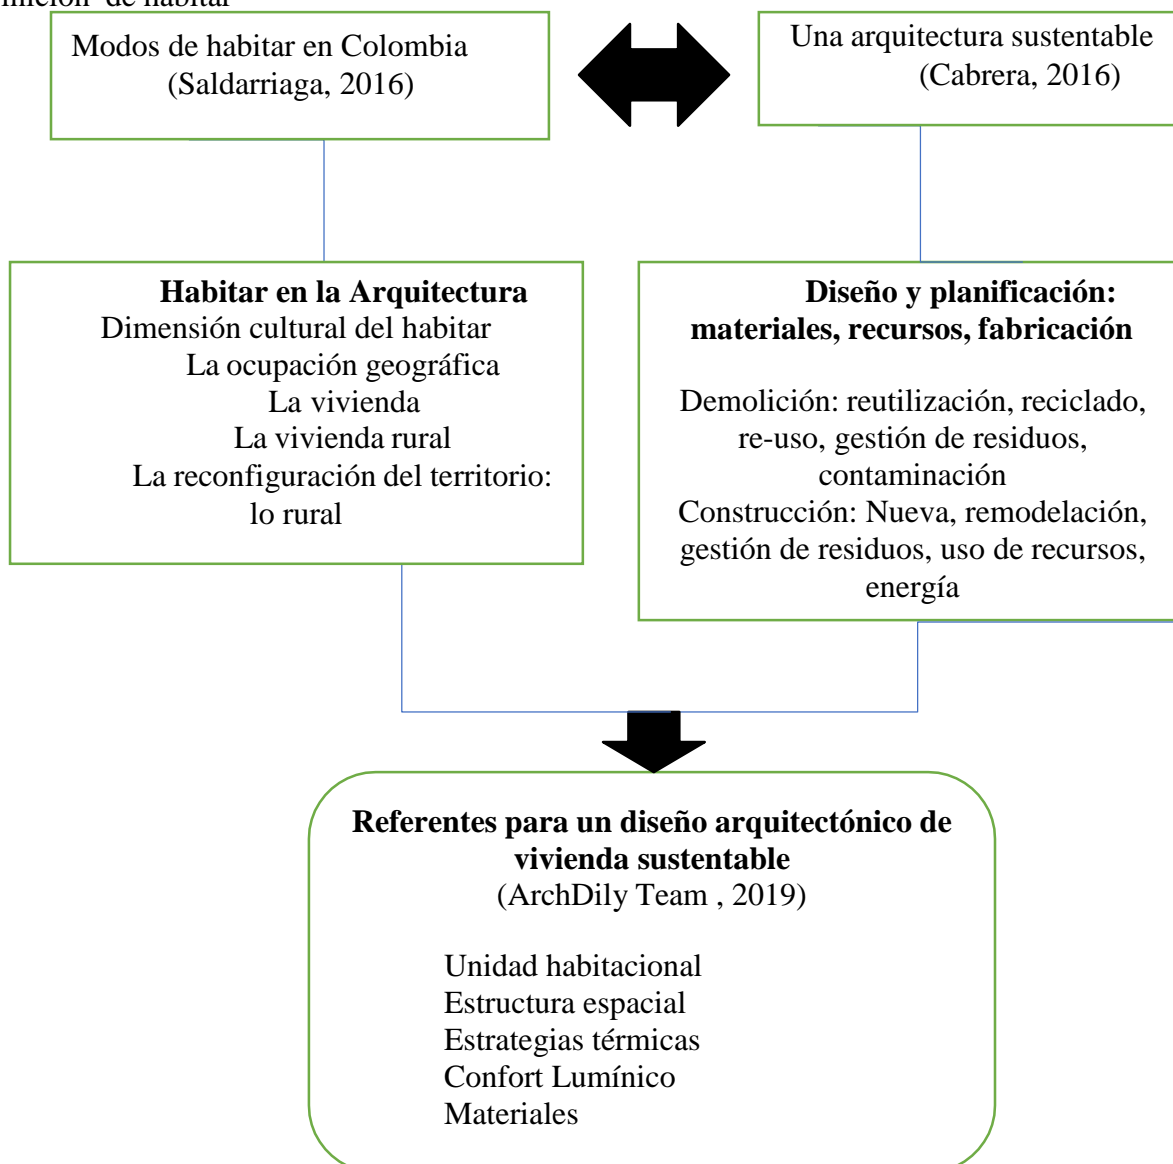 de habitar
Modos de habitar en Colombia
(Saldarriaga, 2016)
Una arquitectura sustentable
(Cabrera, 2016)
Habitar en la Arquitectura
Dimensión cultural del habitar
La ocupación geográfica
La vivienda
La vivienda rural
La reconfiguración del territorio:
lo rural
Diseño y planificación:
materiales, recursos, fabricación
Demolición: reutilización, reciclado,
re-uso, gestión de residuos,
contaminación
Construcción: Nueva, remodelación,
gestión de residuos, uso de recursos,
energía
Referentes para un diseño arquitectónico de
vivienda sustentable
(ArchDily Team , 2019)
Unidad habitacional
Estructura espacial
Estrategias térmicas
Confort Lumínico
Materiales